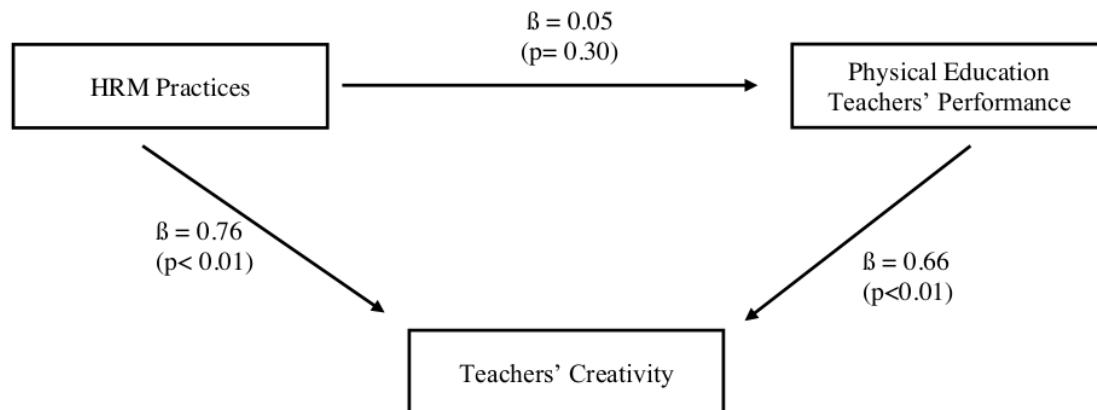 ß = 0.05
(p= 0.30)
HRM Practices
Physical Education
Teachers’ Performance
ß = 0.76
(p< 0.01)
ß = 0.66
(p<0.01)
Teachers’ Creativity